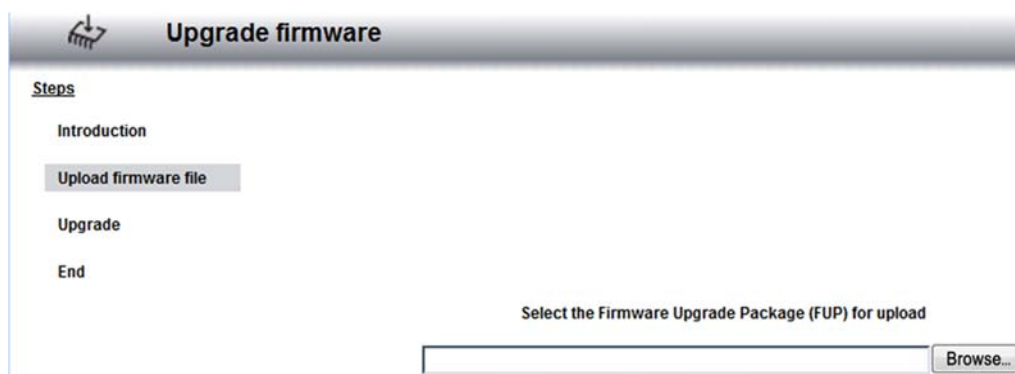 Upgrade firmware
Steps
Introduction
Upload firmware file
Upgrade
End
Select the Firmware Upgrade Package (FUP) for upload
Browse...